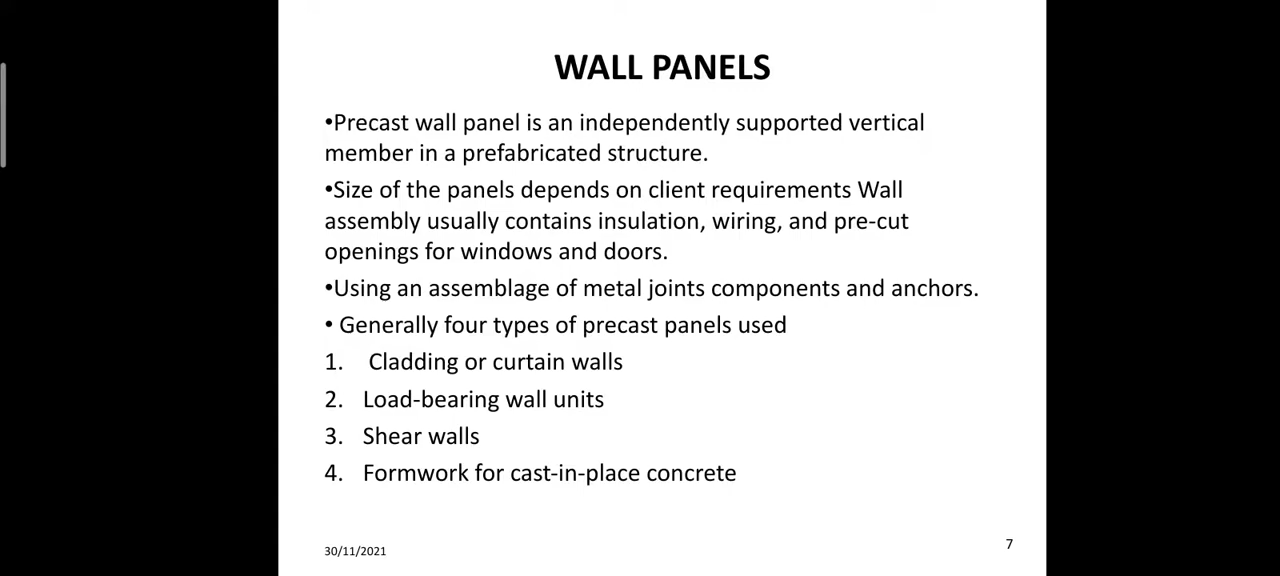 WALL PANELS
•Precast wall panel is an independently supported vertical
member in a prefabricated structure.
•Size of the panels depends on client requirements Wall
assembly usually contains insulation, wiring, and pre-cut
openings for windows and doors.
•Using an assemblage of metal joints components and anchors.
• Generally four types of precast panels used
1. Cladding or curtain walls
2. Load-bearing wall units
3. Shear walls
4. Formwork for cast-in-place concrete
30/11/2021
7